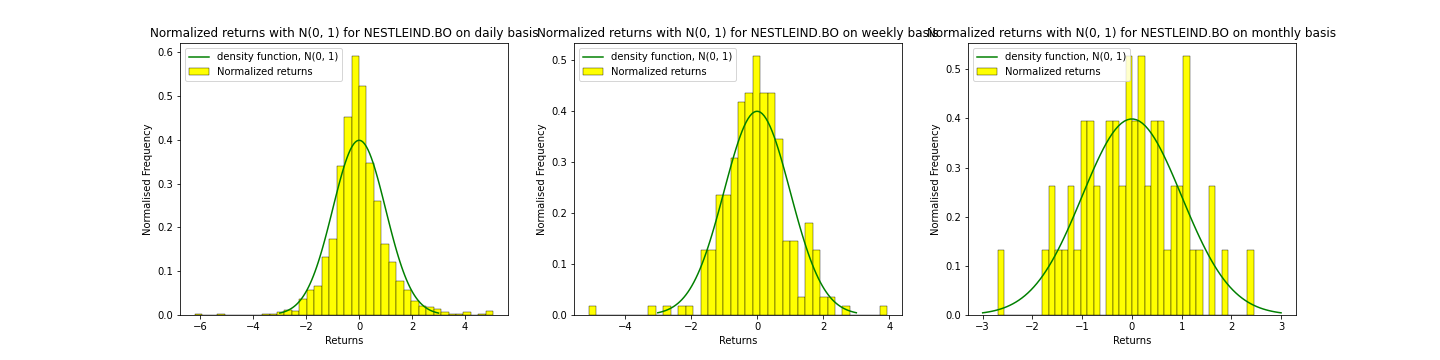 Normalized returns with N(0, 1) for NESTLEIND.BO on daily basis
density function, N(0, 1)
Normalized returns
Normalised Frequency
0.6
0.5
0.4
0.3
0.2
0.1
0.0
−6
−4
−2
0
2
4
Returns
Normalized returns with N(0, 1) for NESTLEIND.BO on weekly basis
density function, N(0, 1)
Normalized returns
Normalised Frequency
0.5
0.4
0.3
0.2
0.1
0.0
−4
−2
0
2
4
Returns
Normalized returns with N(0, 1) for NESTLEIND.BO on monthly basis
density function, N(0, 1)
Normalized returns
Normalised Frequency
0.5
0.4
0.3
0.2
0.1
0.0
−3
−2
−1
0
1
2
3
Returns